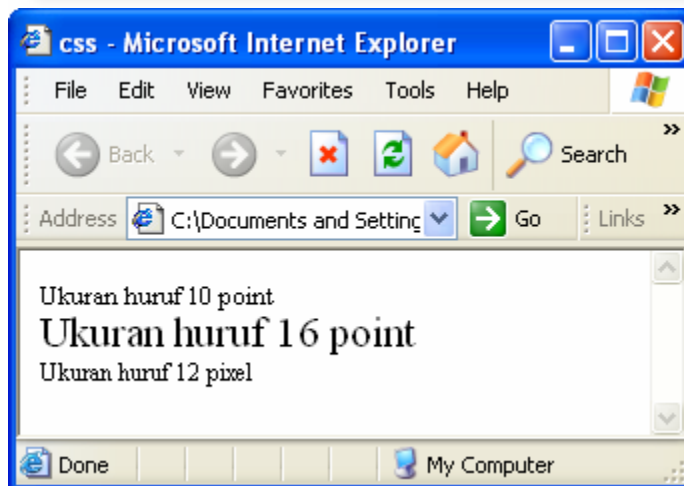 css - Microsoft Internet Explorer
File Edit View Favorites Tools Help
Back Search »
Address C:\Documents and Setting Go Links »
Ukuran huruf 10 point
Ukuran huruf 16 point
Ukuran huruf 12 pixel
Done My Computer